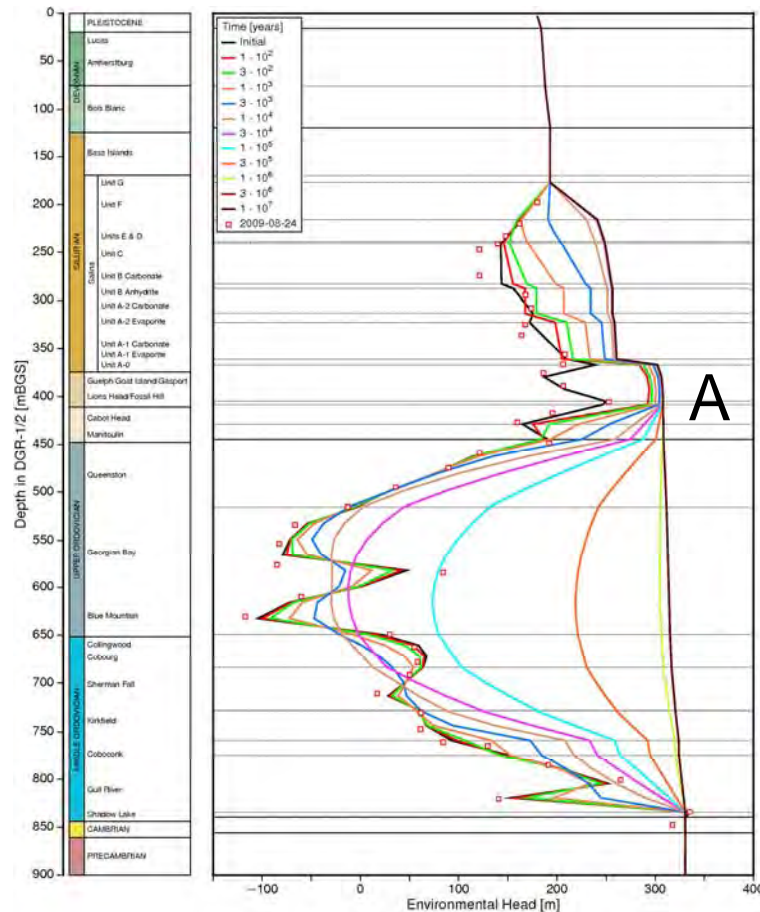 Depth in DGR-1/2 [mBGS]
0
50
100
150
200
250
300
350
400
450
500
550
600
650
700
750
800
850
900
DEVONIAN
SILURIAN
UPPER ORDOVICIAN
MIDDLE ORDOVICIAN
CAMBRIAN
PRECAMBRIAN
PLEISTOCENE
Lucas
Amherstburg
Bois Blanc
Bass Islands
Salina
Unit G
Unit F
Units E & D
Unit C
Unit B Carbonate
Unit B Anhydrite
Unit A-2 Carbonate
Unit A-2 Evaporite
Unit A-1 Carbonate
Unit A-1 Evaporite
Unit A-0
Guelph Goat Island/Gasport
Lions Head/Fossil Hill
Cabot Head
Manitoulin
Queenston
Georgian Bay
Blue Mountain
Collingwood
Cobourg
Sherman Fall
Kirkfield
Coboconk
Gull River
Shadow Lake
Time [years]
Initial
1 - 10²
3 - 10²
1 - 10³
3 - 10³
1 - 10⁴
3 - 10⁴
1 - 10⁵
3 - 10⁵
1 - 10⁶
3 - 10⁶
1 - 10⁷
2009-08-24
A
−100
0
100
200
300
400
Environmental Head [m]